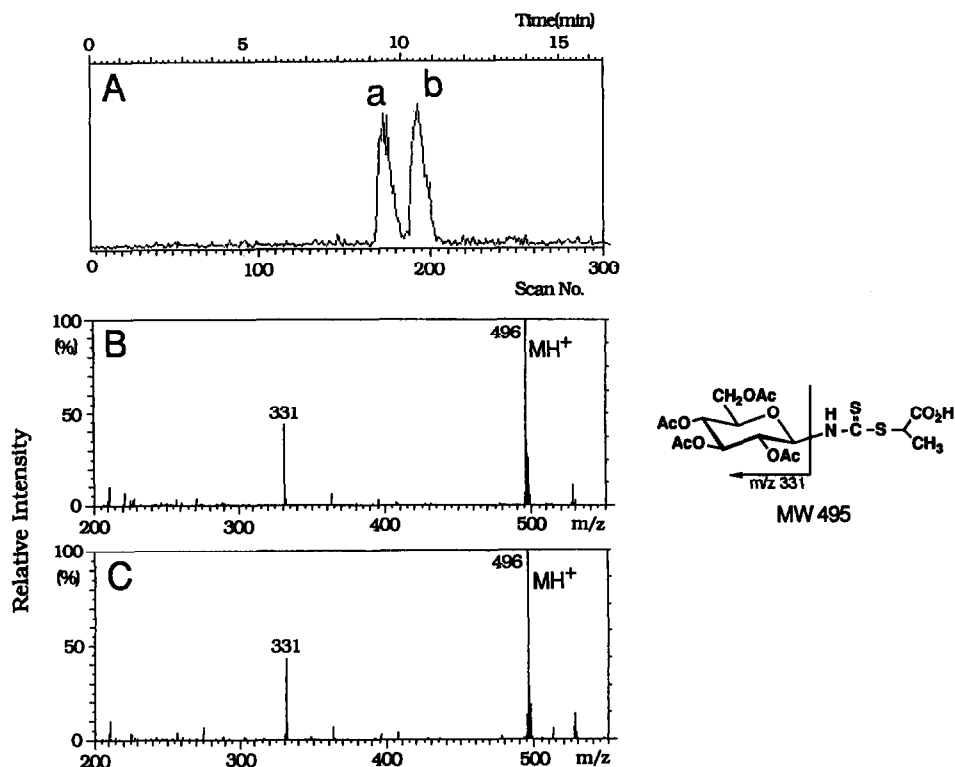 Time(min)
0 5 10 15
A
a b
0 100 200 300
Scan No.
Relative Intensity
100
(%)
B
496
MH+
331
50
0
200 300 400 500 m/z
100
(%)
C
496
MH+
331
50
0
200 300 400 500 m/z
CH2OAc
AcO
O
AcO
OAc
H
N
S
C
S
CO2H
CH3
m/z 331
MW 495